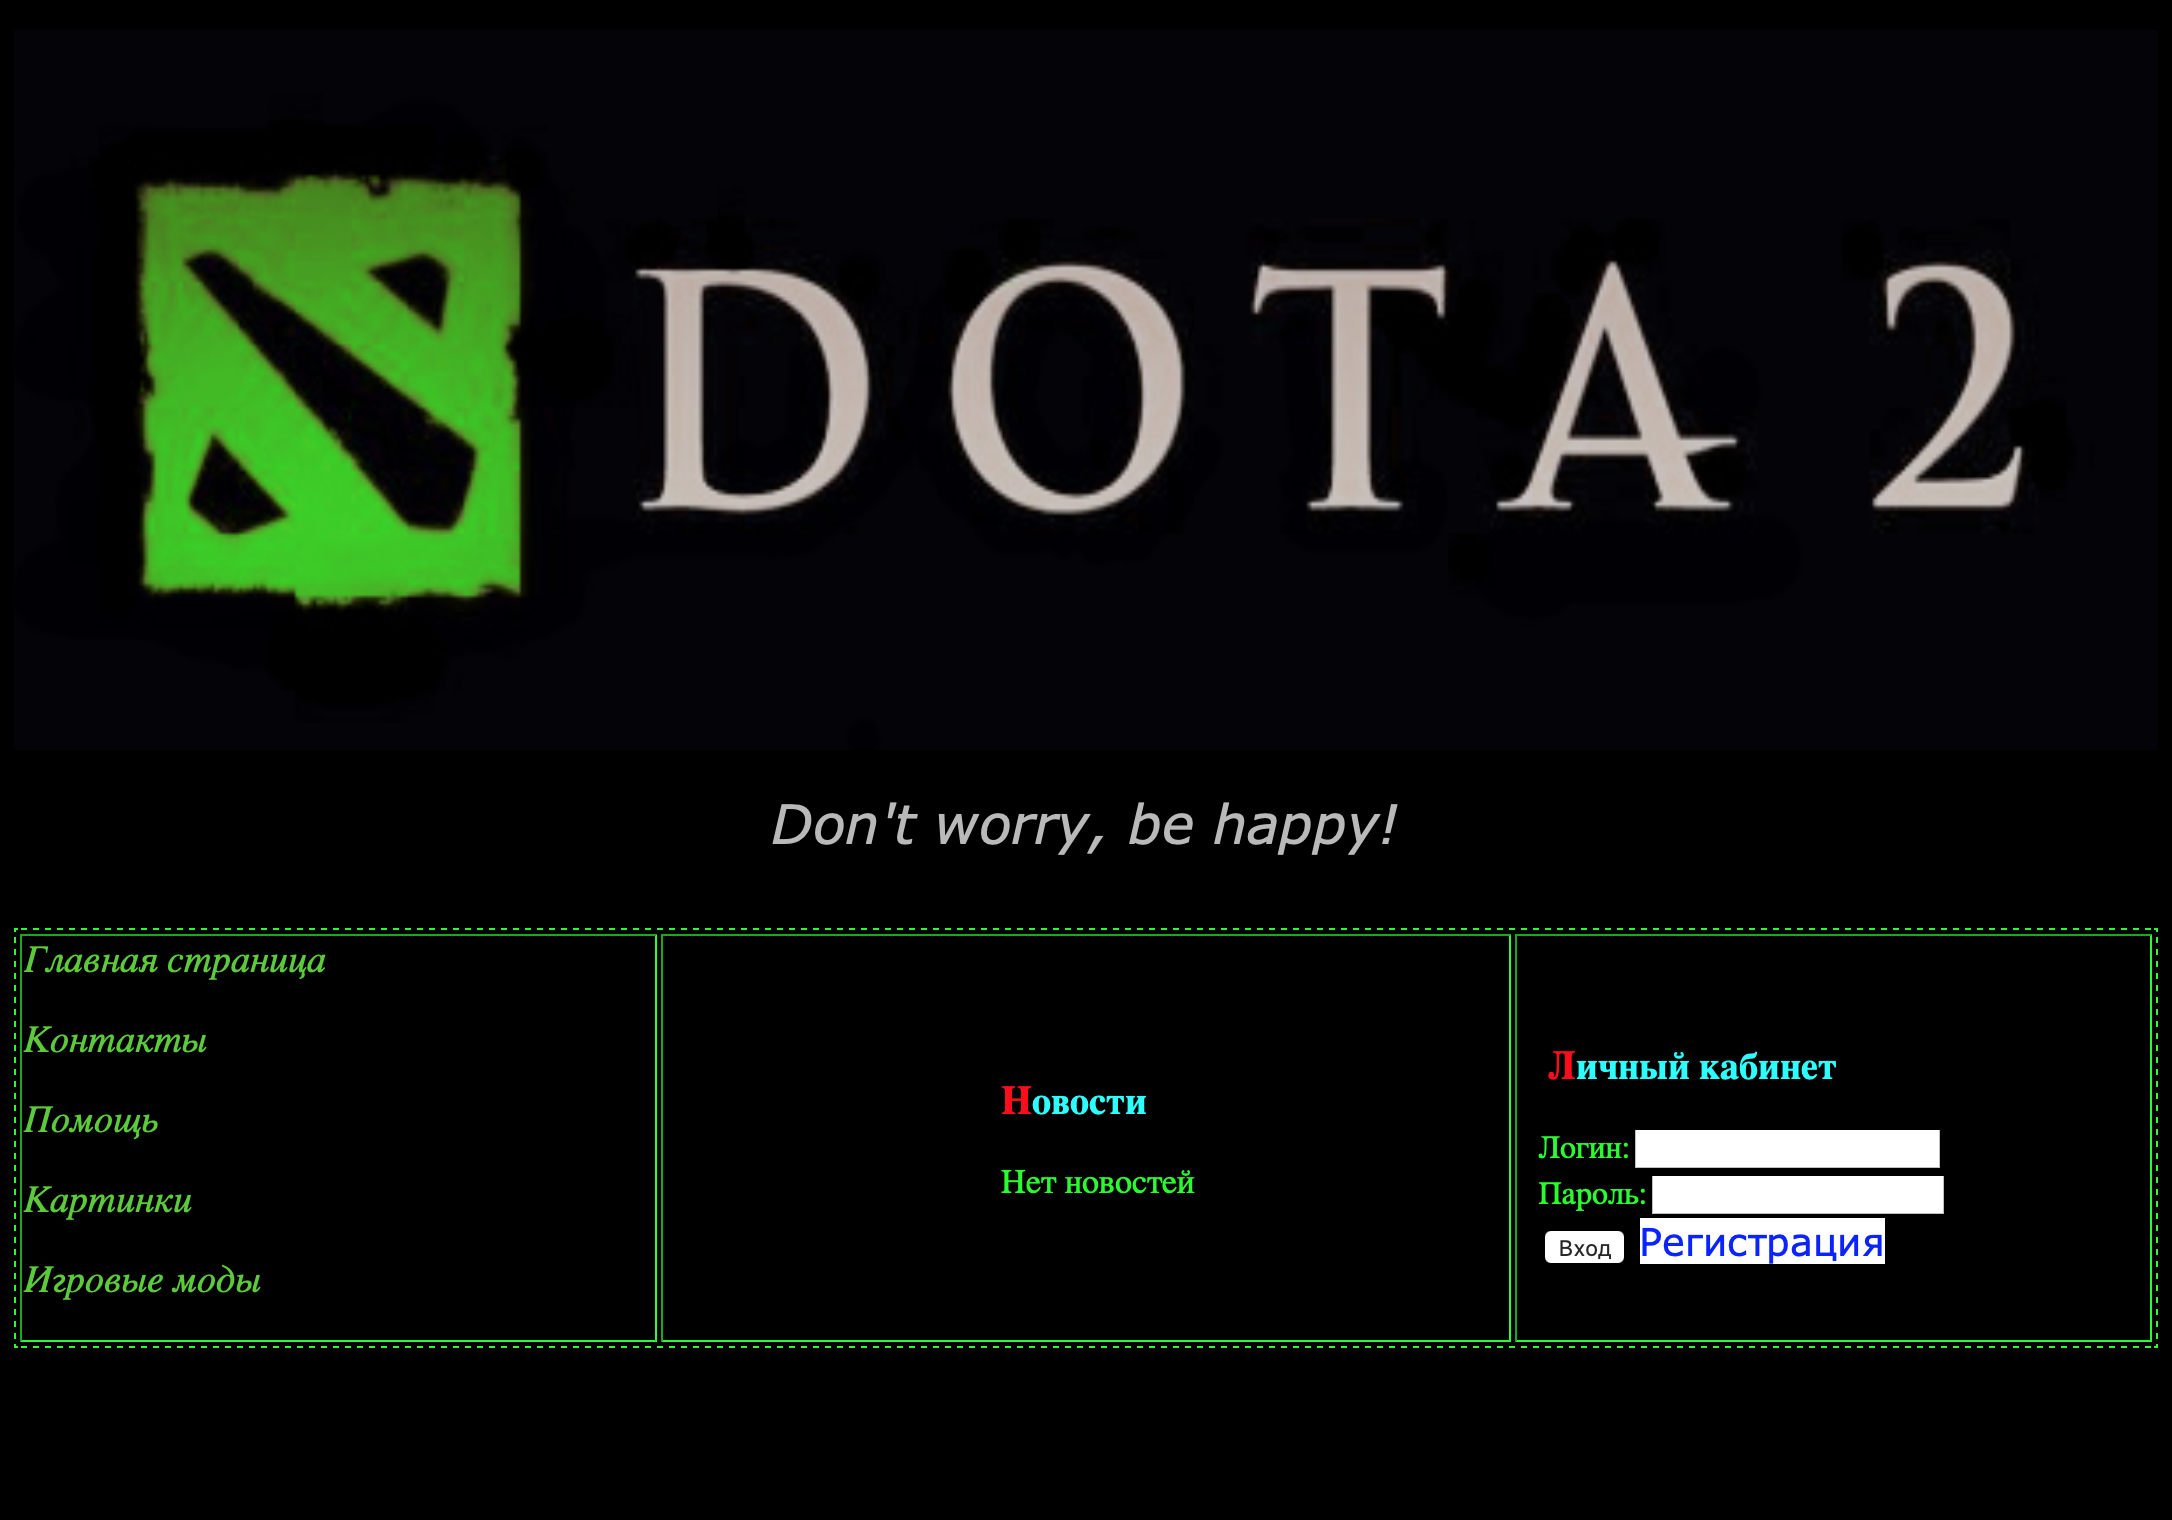 DOTA 2
Don't worry, be happy!
Главная страница
Контакты
Помощь
Картинки
Игровые моды
Новости
Нет новостей
Личный кабинет
Логин:
Пароль:
Вход Регистрация